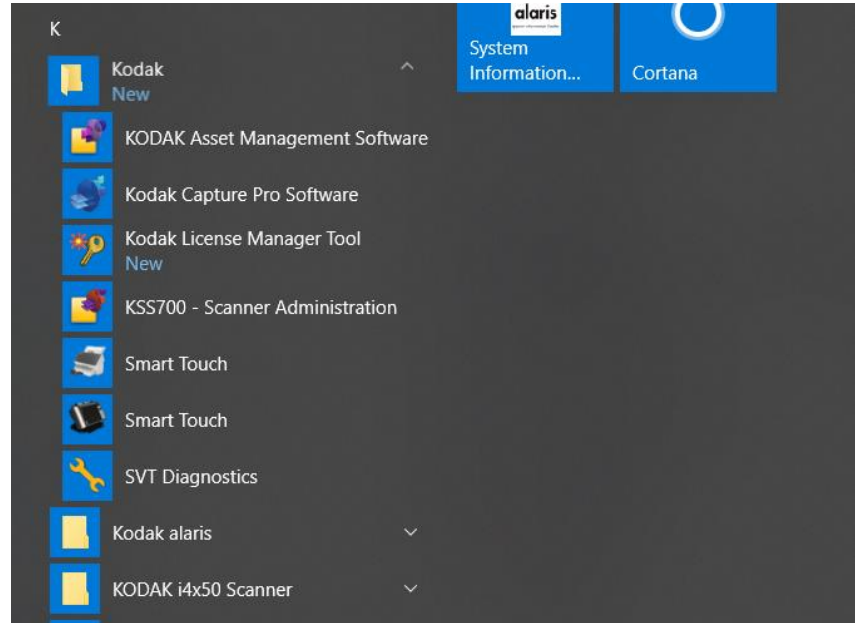 K
Kodak
New
KODAK Asset Management Software
Kodak Capture Pro Software
Kodak License Manager Tool
New
KSS700 - Scanner Administration
Smart Touch
Smart Touch
SVT Diagnostics
Kodak alaris
KODAK i4x50 Scanner
alaris
System
Information...
Cortana